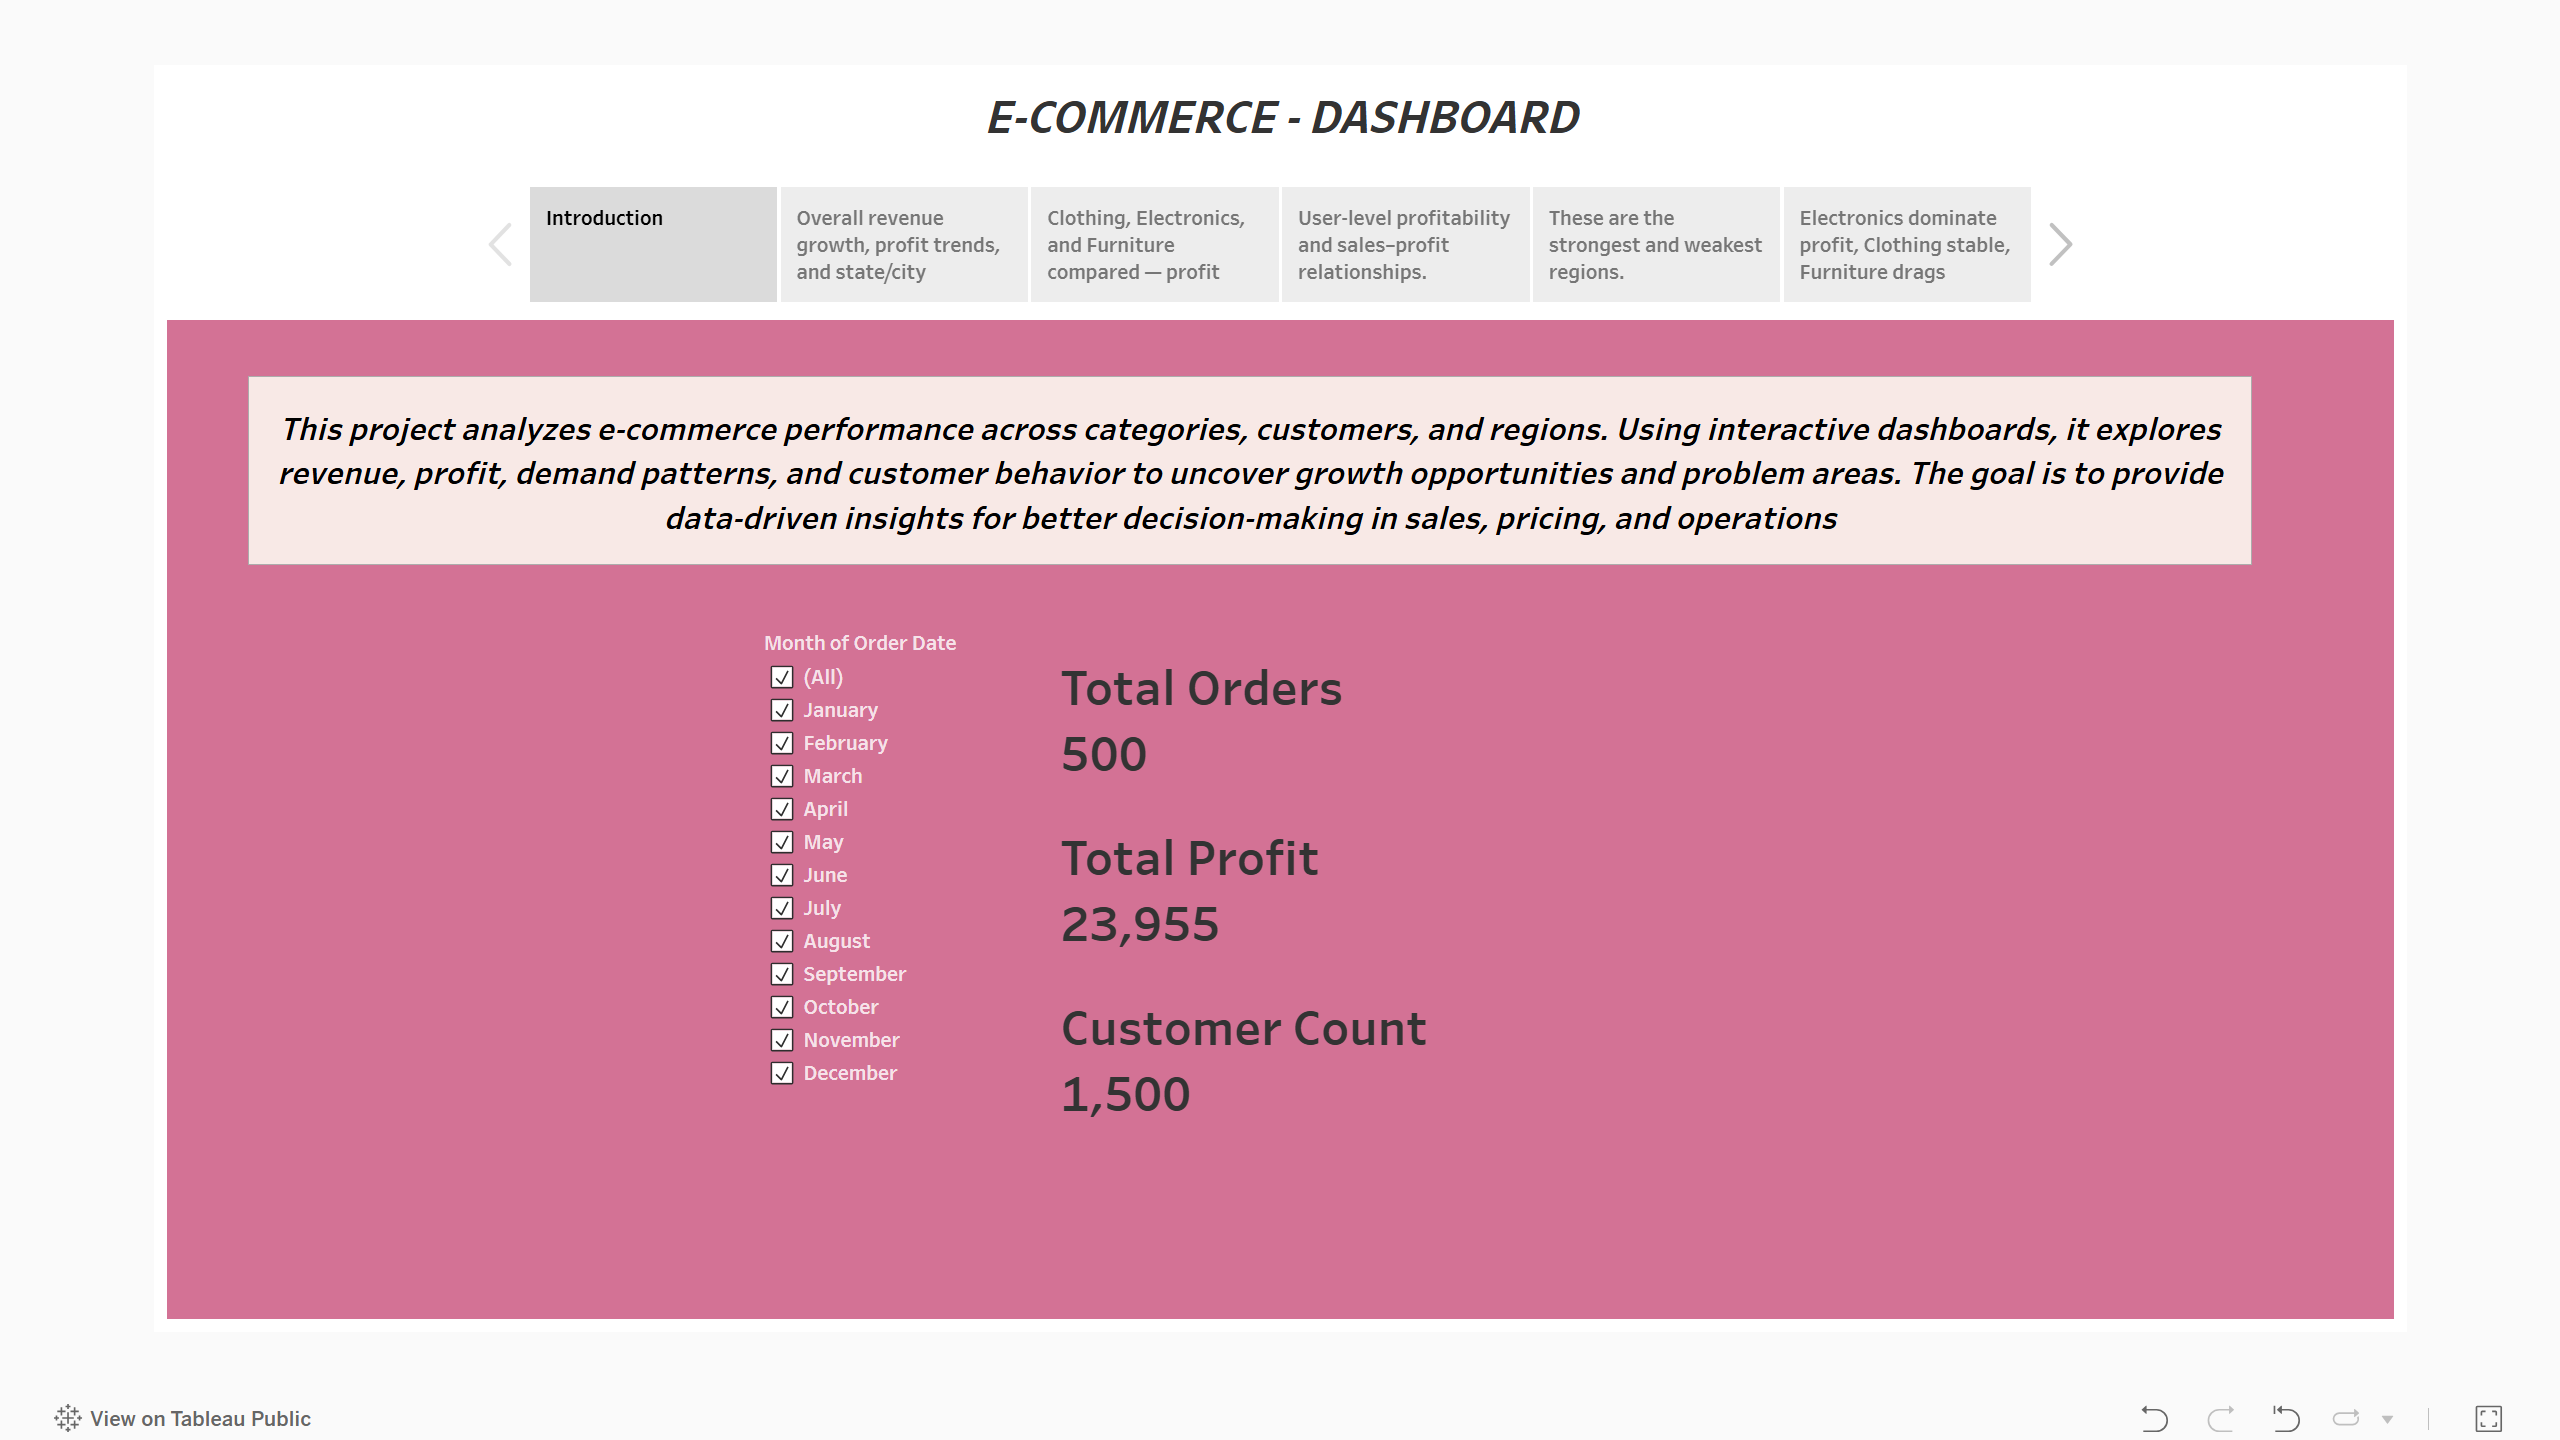 E-COMMERCE - DASHBOARD
Introduction
Overall revenue
growth, profit trends,
and state/city
Clothing, Electronics,
and Furniture
compared — profit
User-level profitability
and sales–profit
relationships.
These are the
strongest and weakest
regions.
Electronics dominate
profit, Clothing stable,
Furniture drags
This project analyzes e-commerce performance across categories, customers, and regions. Using interactive dashboards, it explores
revenue, profit, demand patterns, and customer behavior to uncover growth opportunities and problem areas. The goal is to provide
data-driven insights for better decision-making in sales, pricing, and operations
Month of Order Date
(All)
January
February
March
April
May
June
July
August
September
October
November
December
Total Orders
500
Total Profit
23,955
Customer Count
1,500
View on Tableau Public